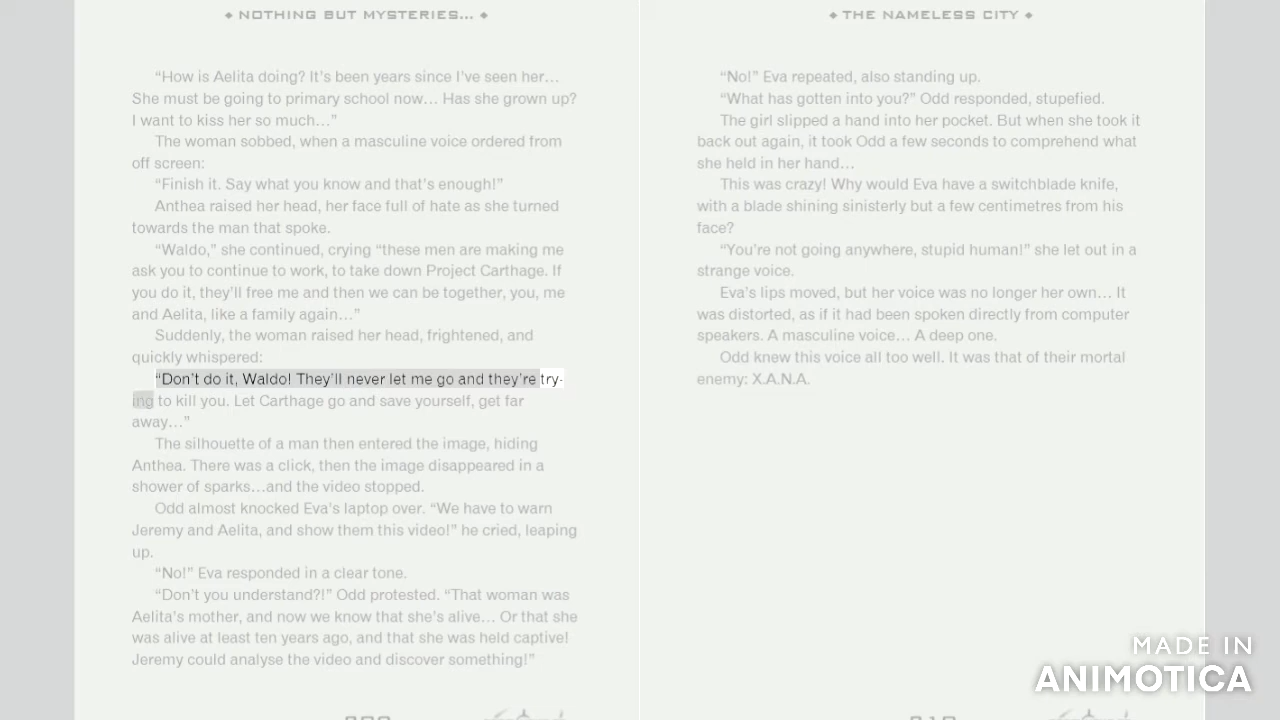 NOTHING BUT MYSTERIES...
“How is Aelita doing? It’s been years since I’ve seen her…
She must be going to primary school now… Has she grown up?
I want to kiss her so much…”
The woman sobbed, when a masculine voice ordered from
off screen:
“Finish it. Say what you know and that’s enough!”
Anthea raised her head, her face full of hate as she turned
towards the man that spoke.
“Waldo,” she continued, crying “these men are making me
ask you to continue to work, to take down Project Carthage. If
you do it, they’ll free me and then we can be together, you, me
and Aelita, like a family again…”
Suddenly, the woman raised her head, frightened, and
quickly whispered:
“Don’t do it, Waldo! They’ll never let me go and they’re try-
ing to kill you. Let Carthage go and save yourself, get far
away…”
The silhouette of a man then entered the image, hiding
Anthea. There was a click, then the image disappeared in a
shower of sparks…and the video stopped.
Odd almost knocked Eva’s laptop over. “We have to warn
Jeremy and Aelita, and show them this video!” he cried, leaping
up.
“No!” Eva responded in a clear tone.
“Don’t you understand?!” Odd protested. “That woman was
Aelita’s mother, and now we know that she’s alive… Or that she
was alive at least ten years ago, and that she was held captive!
Jeremy could analyse the video and discover something!”
THE NAMELESS CITY
“No!” Eva repeated, also standing up.
“What has gotten into you?” Odd responded, stupefied.
The girl slipped a hand into her pocket. But when she took it
back out again, it took Odd a few seconds to comprehend what
she held in her hand…
This was crazy! Why would Eva have a switchblade knife,
with a blade shining sinisterly but a few centimetres from his
face?
“You’re not going anywhere, stupid human!” she let out in a
strange voice.
Eva’s lips moved, but her voice was no longer her own… It
was distorted, as if it had been spoken directly from computer
speakers. A masculine voice… A deep one.
Odd knew this voice all too well. It was that of their mortal
enemy: X.A.N.A.
MADE IN
ANIMOTICA